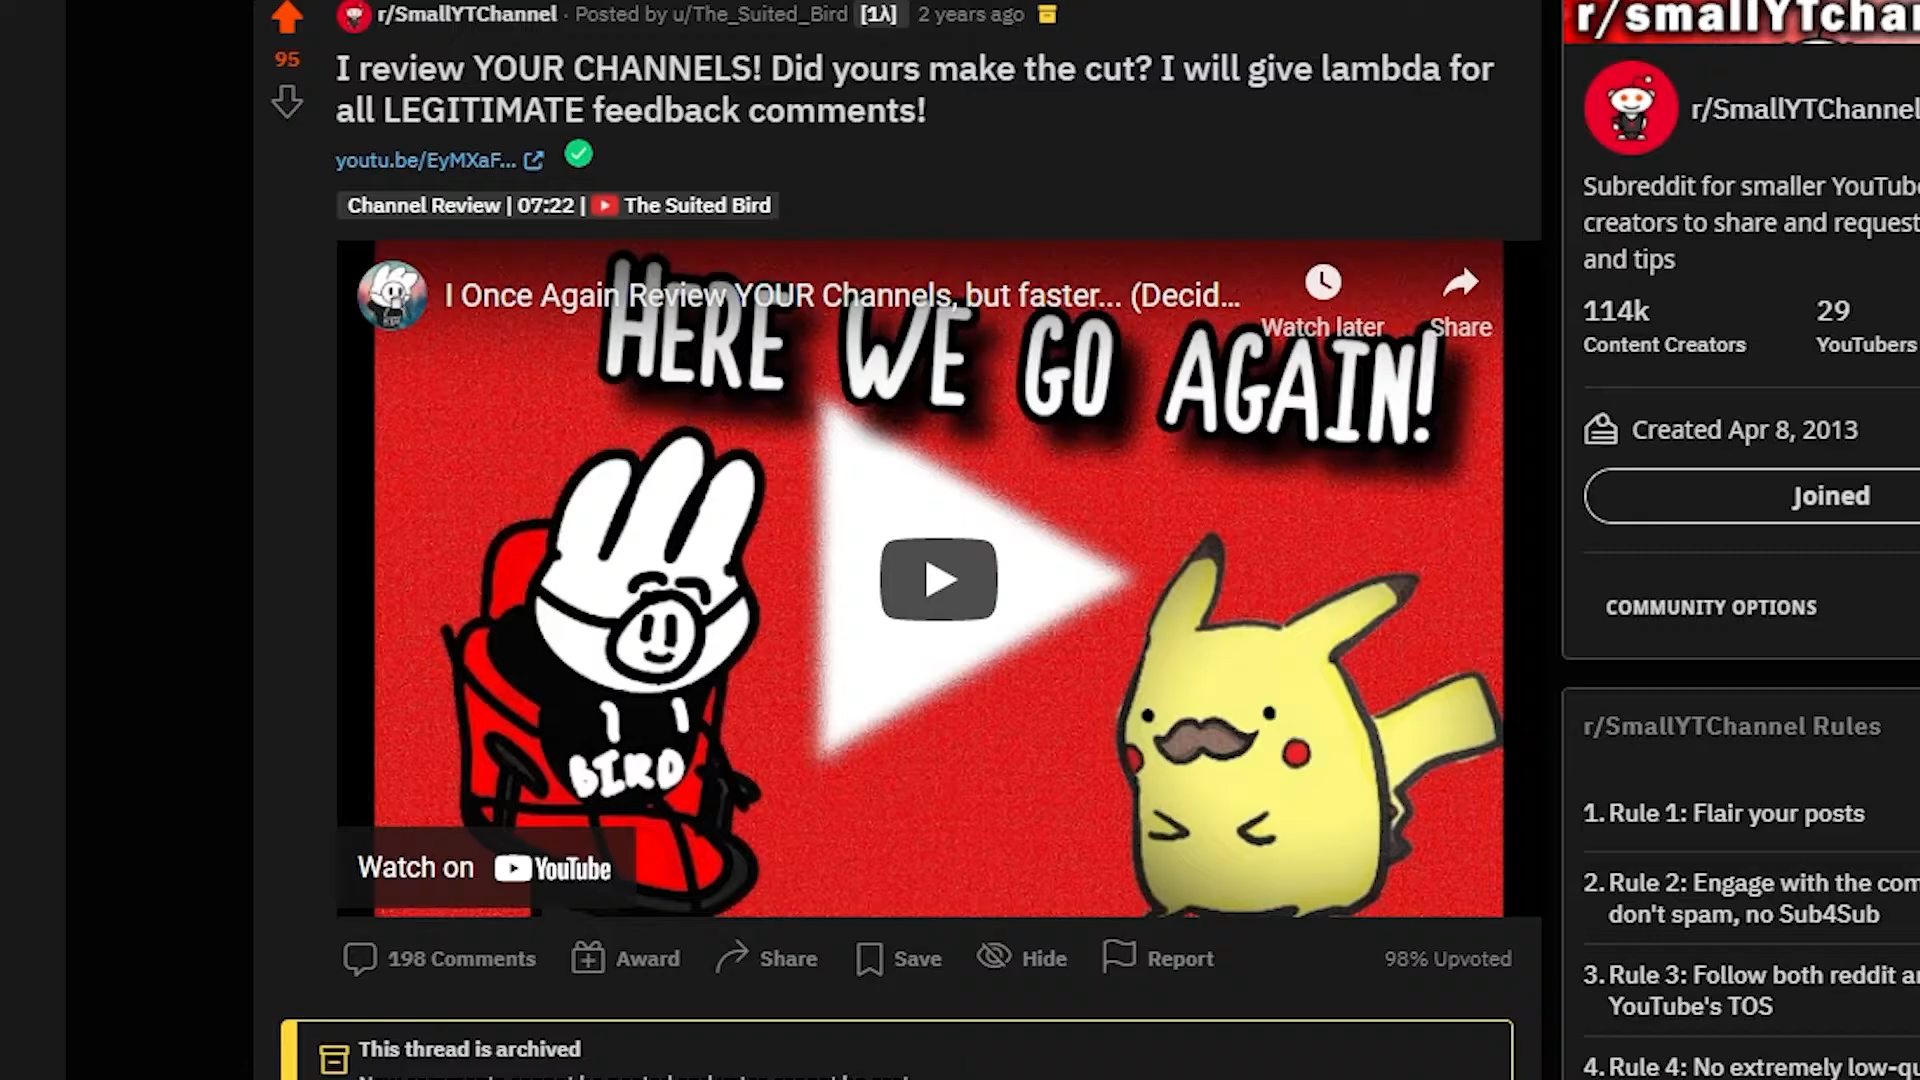 r/SmallYTChannel · Posted by u/The_Suited_Bird [1λ] 2 years ago
95
I review YOUR CHANNELS! Did yours make the cut? I will give lambda for
all LEGITIMATE feedback comments!
youtu.be/EyMXaF...
Channel Review | 07:22 | The Suited Bird
I Once Again Review YOUR Channels, but faster... (Decid...
Watch later
Share
HERE WE GO AGAIN!
BIRD
Watch on YouTube
198 Comments
Award
Share
Save
Hide
Report
98% Upvoted
This thread is archived
r/smallYTchan
r/SmallYTChannel
Subreddit for smaller YouTube
creators to share and request
and tips
114k
29
Content Creators
YouTubers
Created Apr 8, 2013
Joined
COMMUNITY OPTIONS
r/SmallYTChannel Rules
1. Rule 1: Flair your posts
2. Rule 2: Engage with the com
don't spam, no Sub4Sub
3. Rule 3: Follow both reddit a
YouTube's TOS
4. Rule 4: No extremely low-qu